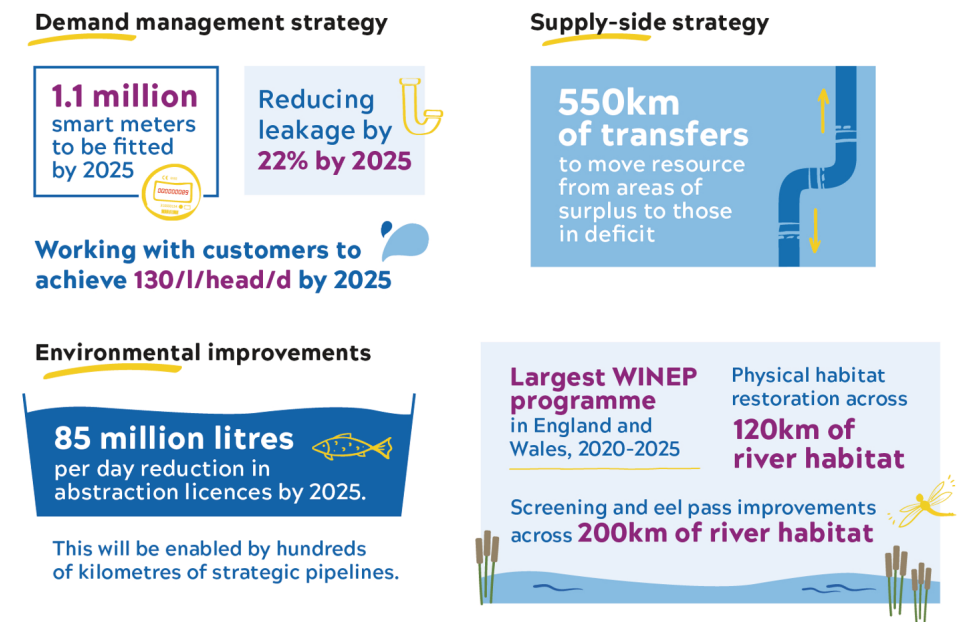 Demand management strategy
1.1 million
smart meters
to be fitted
by 2025
Reducing
leakage by
22% by 2025
Working with customers to
achieve 130/l/head/d by 2025
Supply-side strategy
550km
of transfers
to move resource
from areas of
surplus to those
in deficit
Environmental improvements
85 million litres
per day reduction in
abstraction licences by 2025.
This will be enabled by hundreds
of kilometres of strategic pipelines.
Largest WINEP
programme
in England and
Wales, 2020-2025
Physical habitat
restoration across
120km of
river habitat
Screening and eel pass improvements
across 200km of river habitat